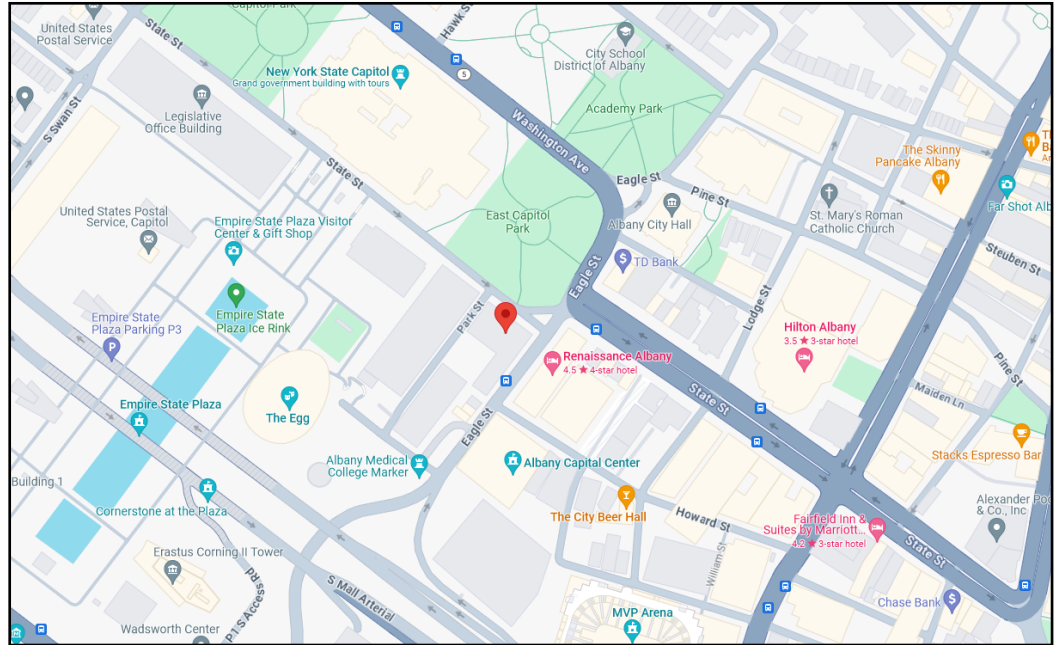 Capitol Park
United States
Postal Service
State St
Hawk St
City School
District of Albany
New York State Capitol
Grand government building with tours
5
Academy Park
Washington Ave
Legislative
Office Building
S Swan St
The Skinny
Pancake Albany
State St
Eagle St
Pine St
Far Shot Alb
United States Postal
Service, Capitol
Empire State Plaza Visitor
Center & Gift Shop
East Capitol
Park
Albany City Hall
St. Mary's Roman
Catholic Church
Steuben St
$ TD Bank
Eagle St
Lodge St
Empire State
Plaza Parking P3
P
Empire State
Plaza Ice Rink
Park St
Hilton Albany
3.5 ★ 3-star hotel
Renaissance Albany
4.5 ★ 4-star hotel
Pine St
State St
Maiden Ln
Empire State Plaza
The Egg
Eagle St
Stacks Espresso Bar
Albany Medical
College Marker
Albany Capital Center
Building 1
Cornerstone at the Plaza
The City Beer Hall
Howard St
Alexander Po
& Co., Inc
Fairfield Inn &
Suites by Marriott...
4.2 ★ 3-star hotel
William St
State St
Erastus Corning II Tower
S Mall Arterial
P1 S Access Rd
Chase Bank $
MVP Arena
Wadsworth Center